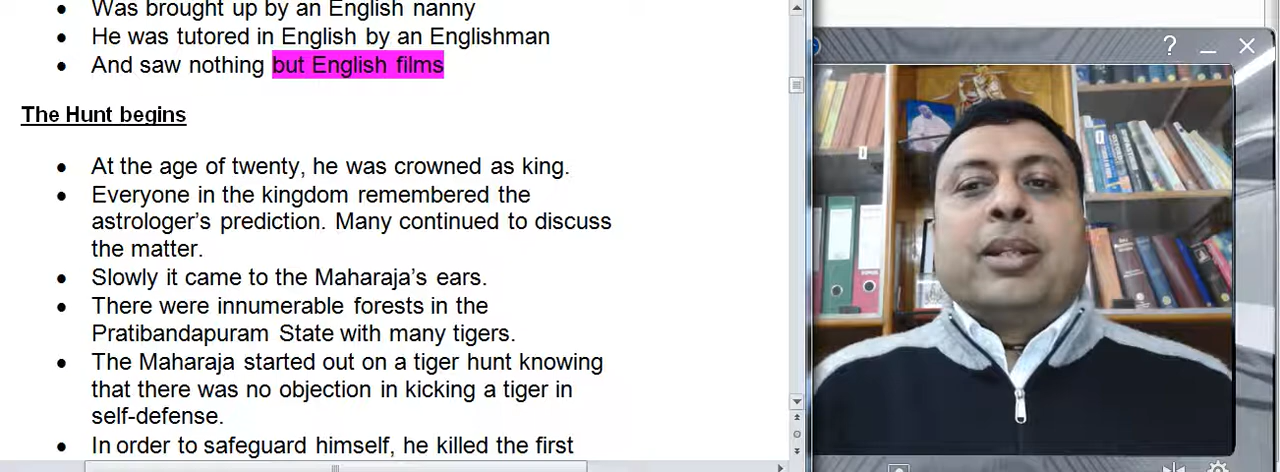 Was brought up by an English nanny
He was tutored in English by an Englishman
And saw nothing but English films
The Hunt begins
At the age of twenty, he was crowned as king.
Everyone in the kingdom remembered the
astrologer's prediction. Many continued to discuss
the matter.
Slowly it came to the Maharaja's ears.
There were innumerable forests in the
Pratibandapuram State with many tigers.
The Maharaja started out on a tiger hunt knowing
that there was no objection in kicking a tiger in
self-defense.
In order to safeguard himself, he killed the first